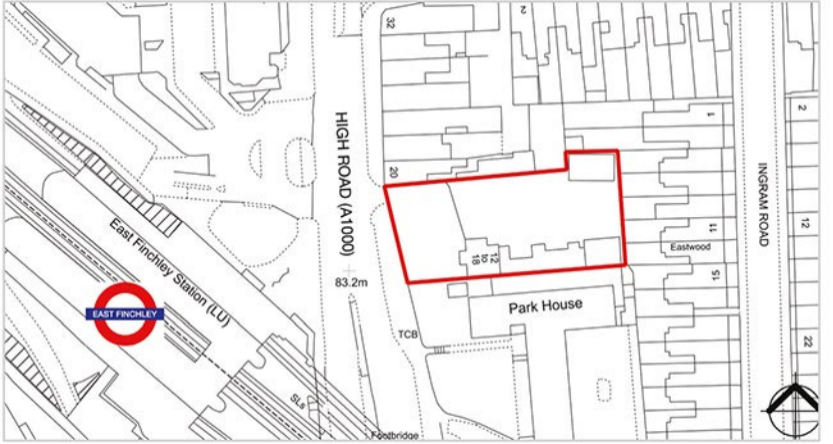 32
2
1
2
HIGH ROAD (A1000)
20
INGRAM ROAD
East Finchley Station (LU)
12
to
18
11
Eastwood
12
83.2m
15
EAST FINCHLEY
Park House
TCB
22
SLs
Footbridge